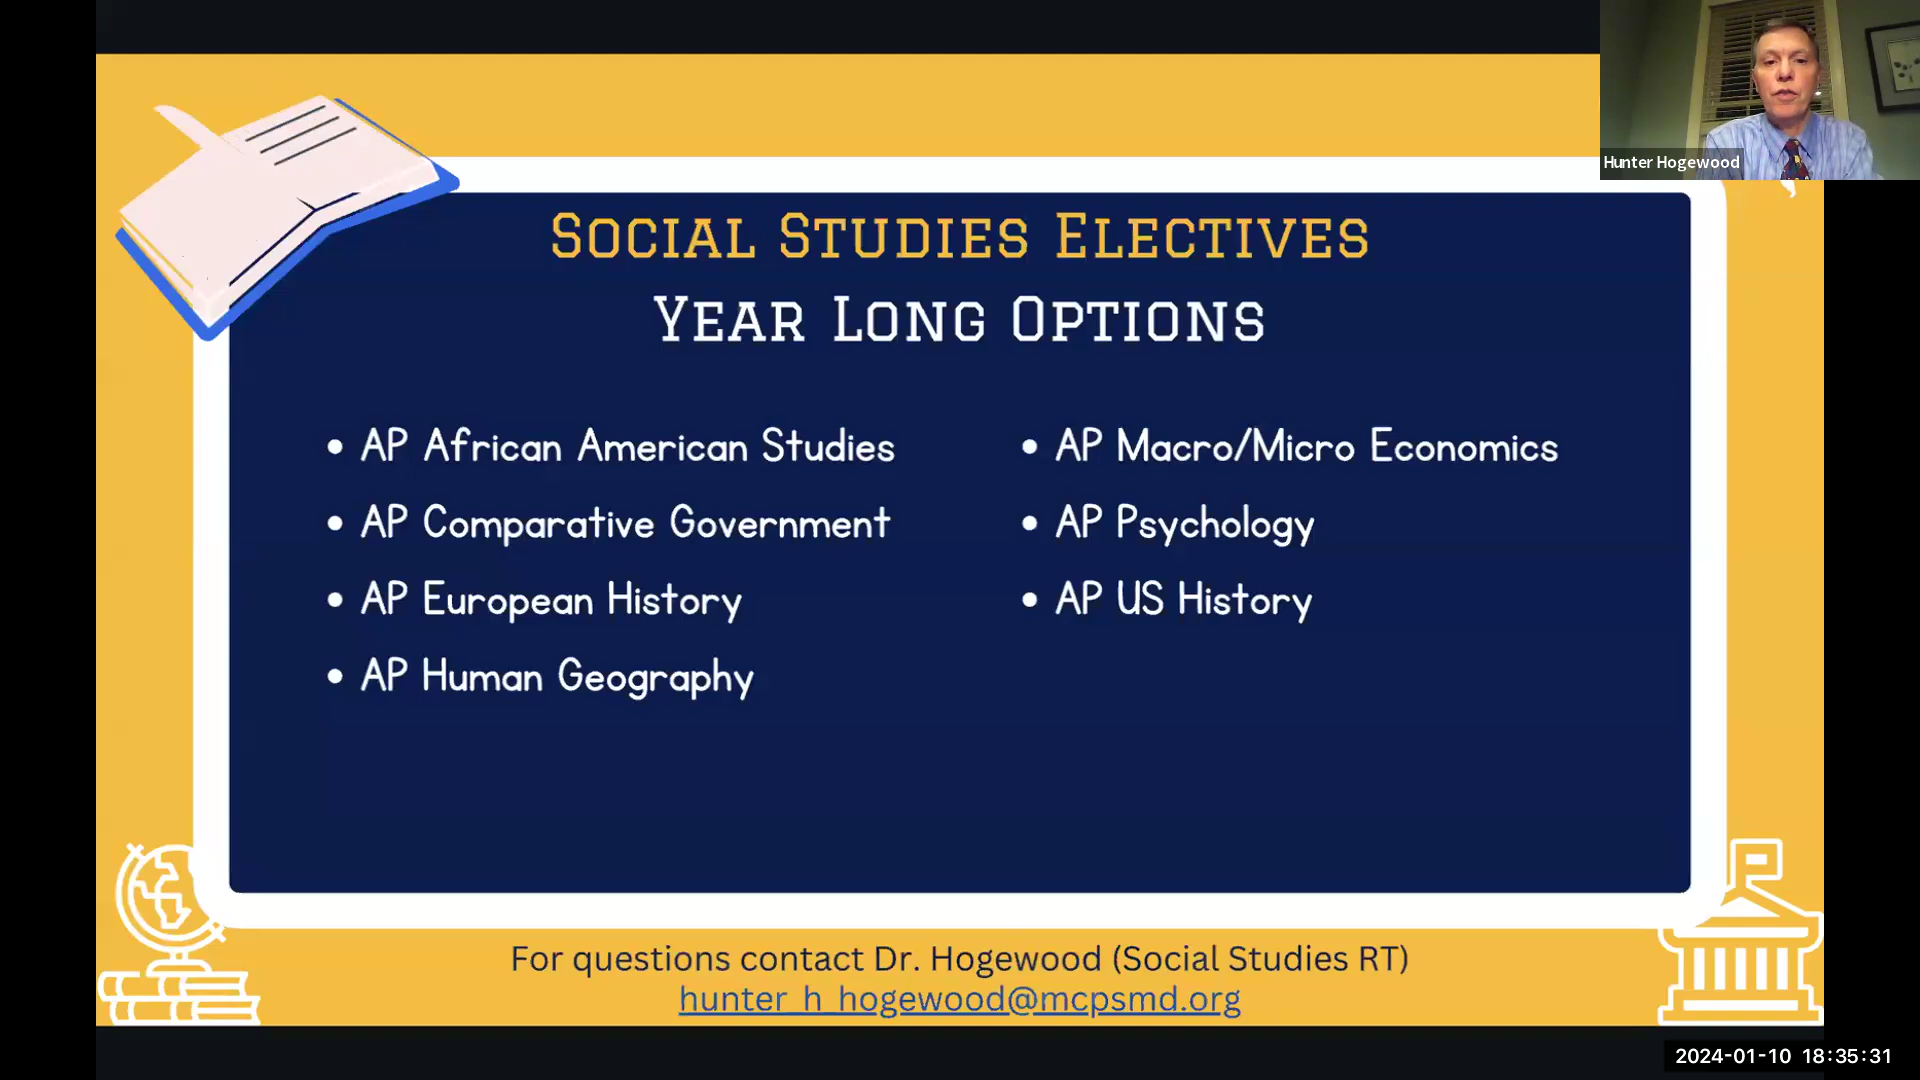 Hunter Hogewood
Social Studies Electives
Year Long Options
• AP African American Studies
• AP Comparative Government
• AP European History
• AP Human Geography
• AP Macro/Micro Economics
• AP Psychology
• AP US History
For questions contact Dr. Hogewood (Social Studies RT)
hunter_h_hogewood@mcpsmd.org
2024-01-10 18:35:31